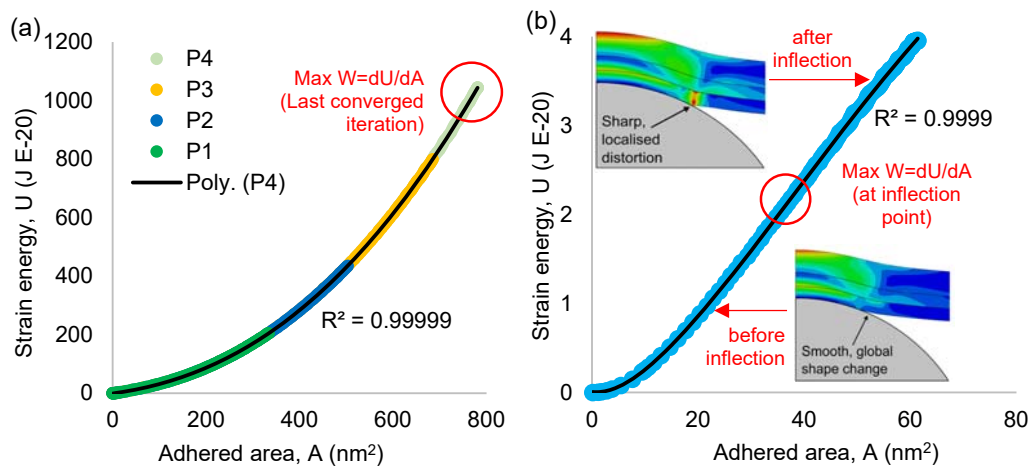 (a)
1200
1000
800
600
400
200
0
0
200
400
600
800
Strain energy, U (J E-20)
Adhered area, A (nm²)
P4
P3
P2
P1
Poly. (P4)
Max W=dU/dA
(Last converged
iteration)
R² = 0.99999
(b)
4
3
2
1
0
0
20
40
60
80
Strain energy, U (J E-20)
Adhered area, A (nm²)
Sharp,
localised
distortion
after
inflection
R² = 0.9999
Max W=dU/dA
(at inflection
point)
before
inflection
Smooth, global
shape change